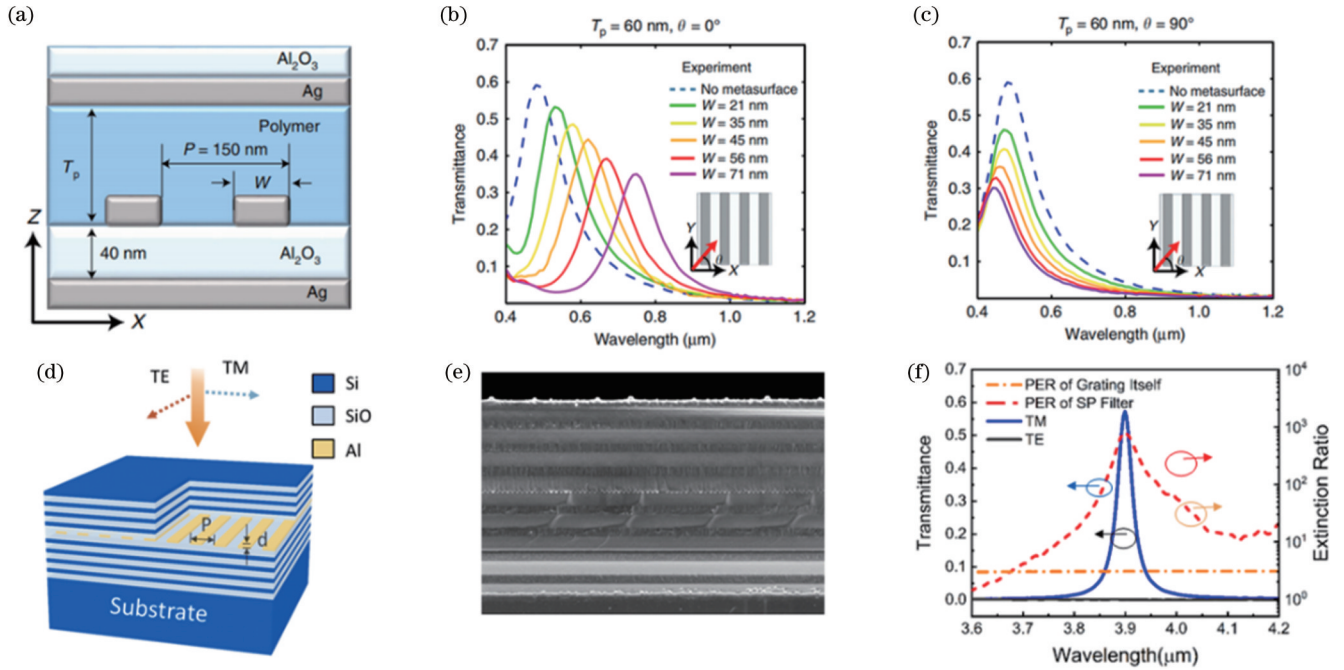 (a)
Al₂O₃
Ag
Polymer
P = 150 nm
Tₚ
W
Z
40 nm
Al₂O₃
Ag
X
(b)
Tₚ = 60 nm, θ = 0°
0.7
0.6
0.5
0.4
0.3
0.2
0.1
Transmittance
Experiment
No metasurface
W = 21 nm
W = 35 nm
W = 45 nm
W = 56 nm
W = 71 nm
Y
θ
X
0.4 0.6 0.8 1.0 1.2
Wavelength (μm)
(c)
Tₚ = 60 nm, θ = 90°
0.7
0.6
0.5
0.4
0.3
0.2
0.1
Transmittance
Experiment
No metasurface
W = 21 nm
W = 35 nm
W = 45 nm
W = 56 nm
W = 71 nm
Y
θ
X
0.4 0.6 0.8 1.0 1.2
Wavelength (μm)
(d)
TE
TM
Si
SiO
Al
P
d
Substrate
(e)
(f)
0.7
0.6
0.5
0.4
0.3
0.2
0.1
0.0
Transmittance
PER of Grating Itself
PER of SP Filter
TM
TE
10⁴
10³
10²
10¹
10⁰
Extinction Ratio
3.6 3.7 3.8 3.9 4.0 4.1 4.2
Wavelength(μm)